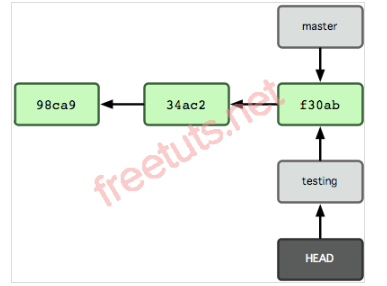 master
98ca9
34ac2
f30ab
freetuts.net
testing
HEAD